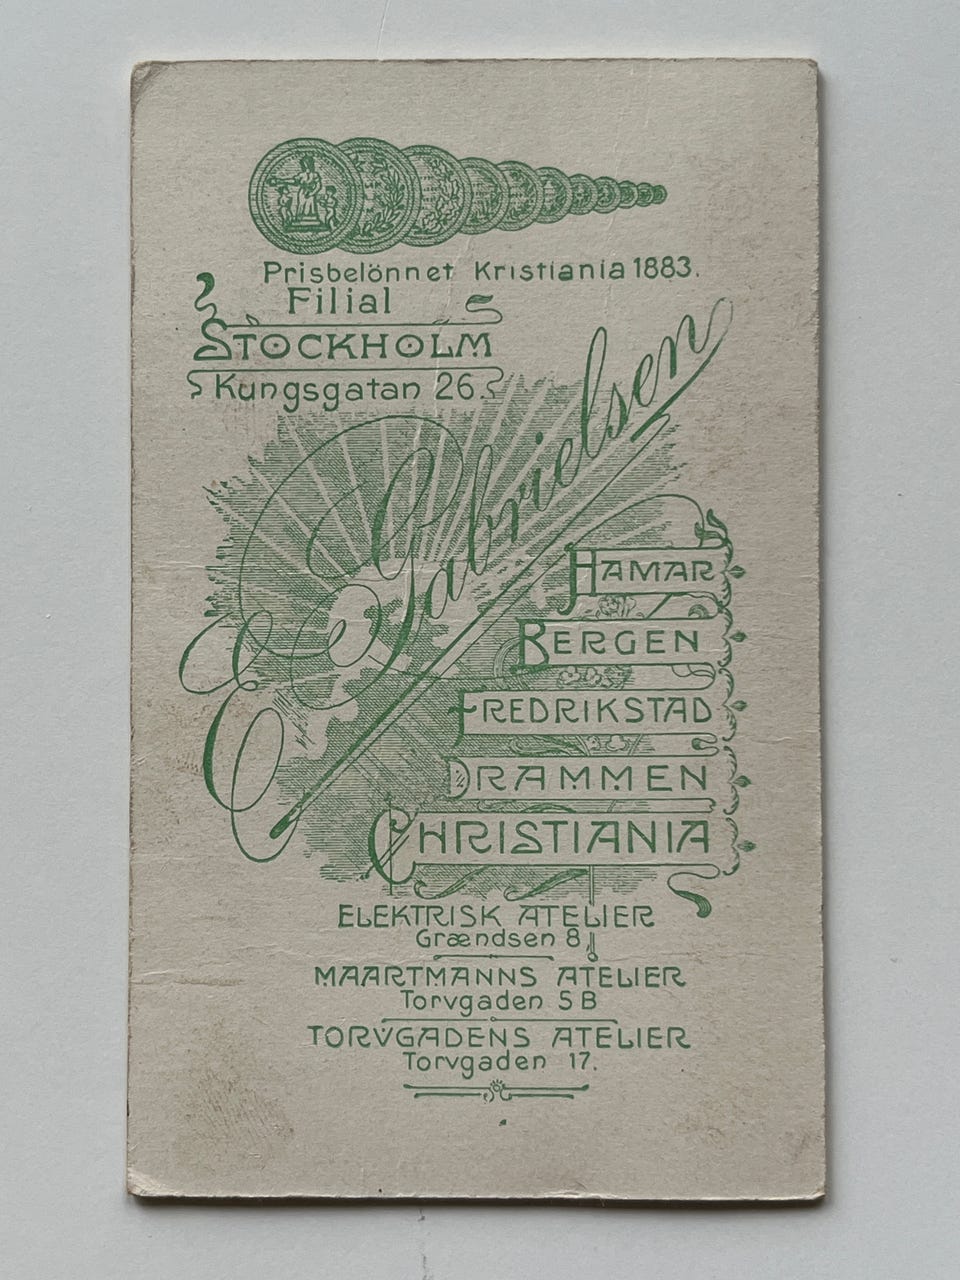 Prisbelönnet Kristiania 1883.
Filial
STOCKHOLM
Kungsgatan 26.
E Gabrielsen
HAMAR
BERGEN
FREDRIKSTAD
DRAMMEN
CHRISTIANIA
ELEKTRISK ATELIER
Grændsen 8
MAARTMANNS ATELIER
Torvgaden 5B
TORVGADENS ATELIER
Torvgaden 17.